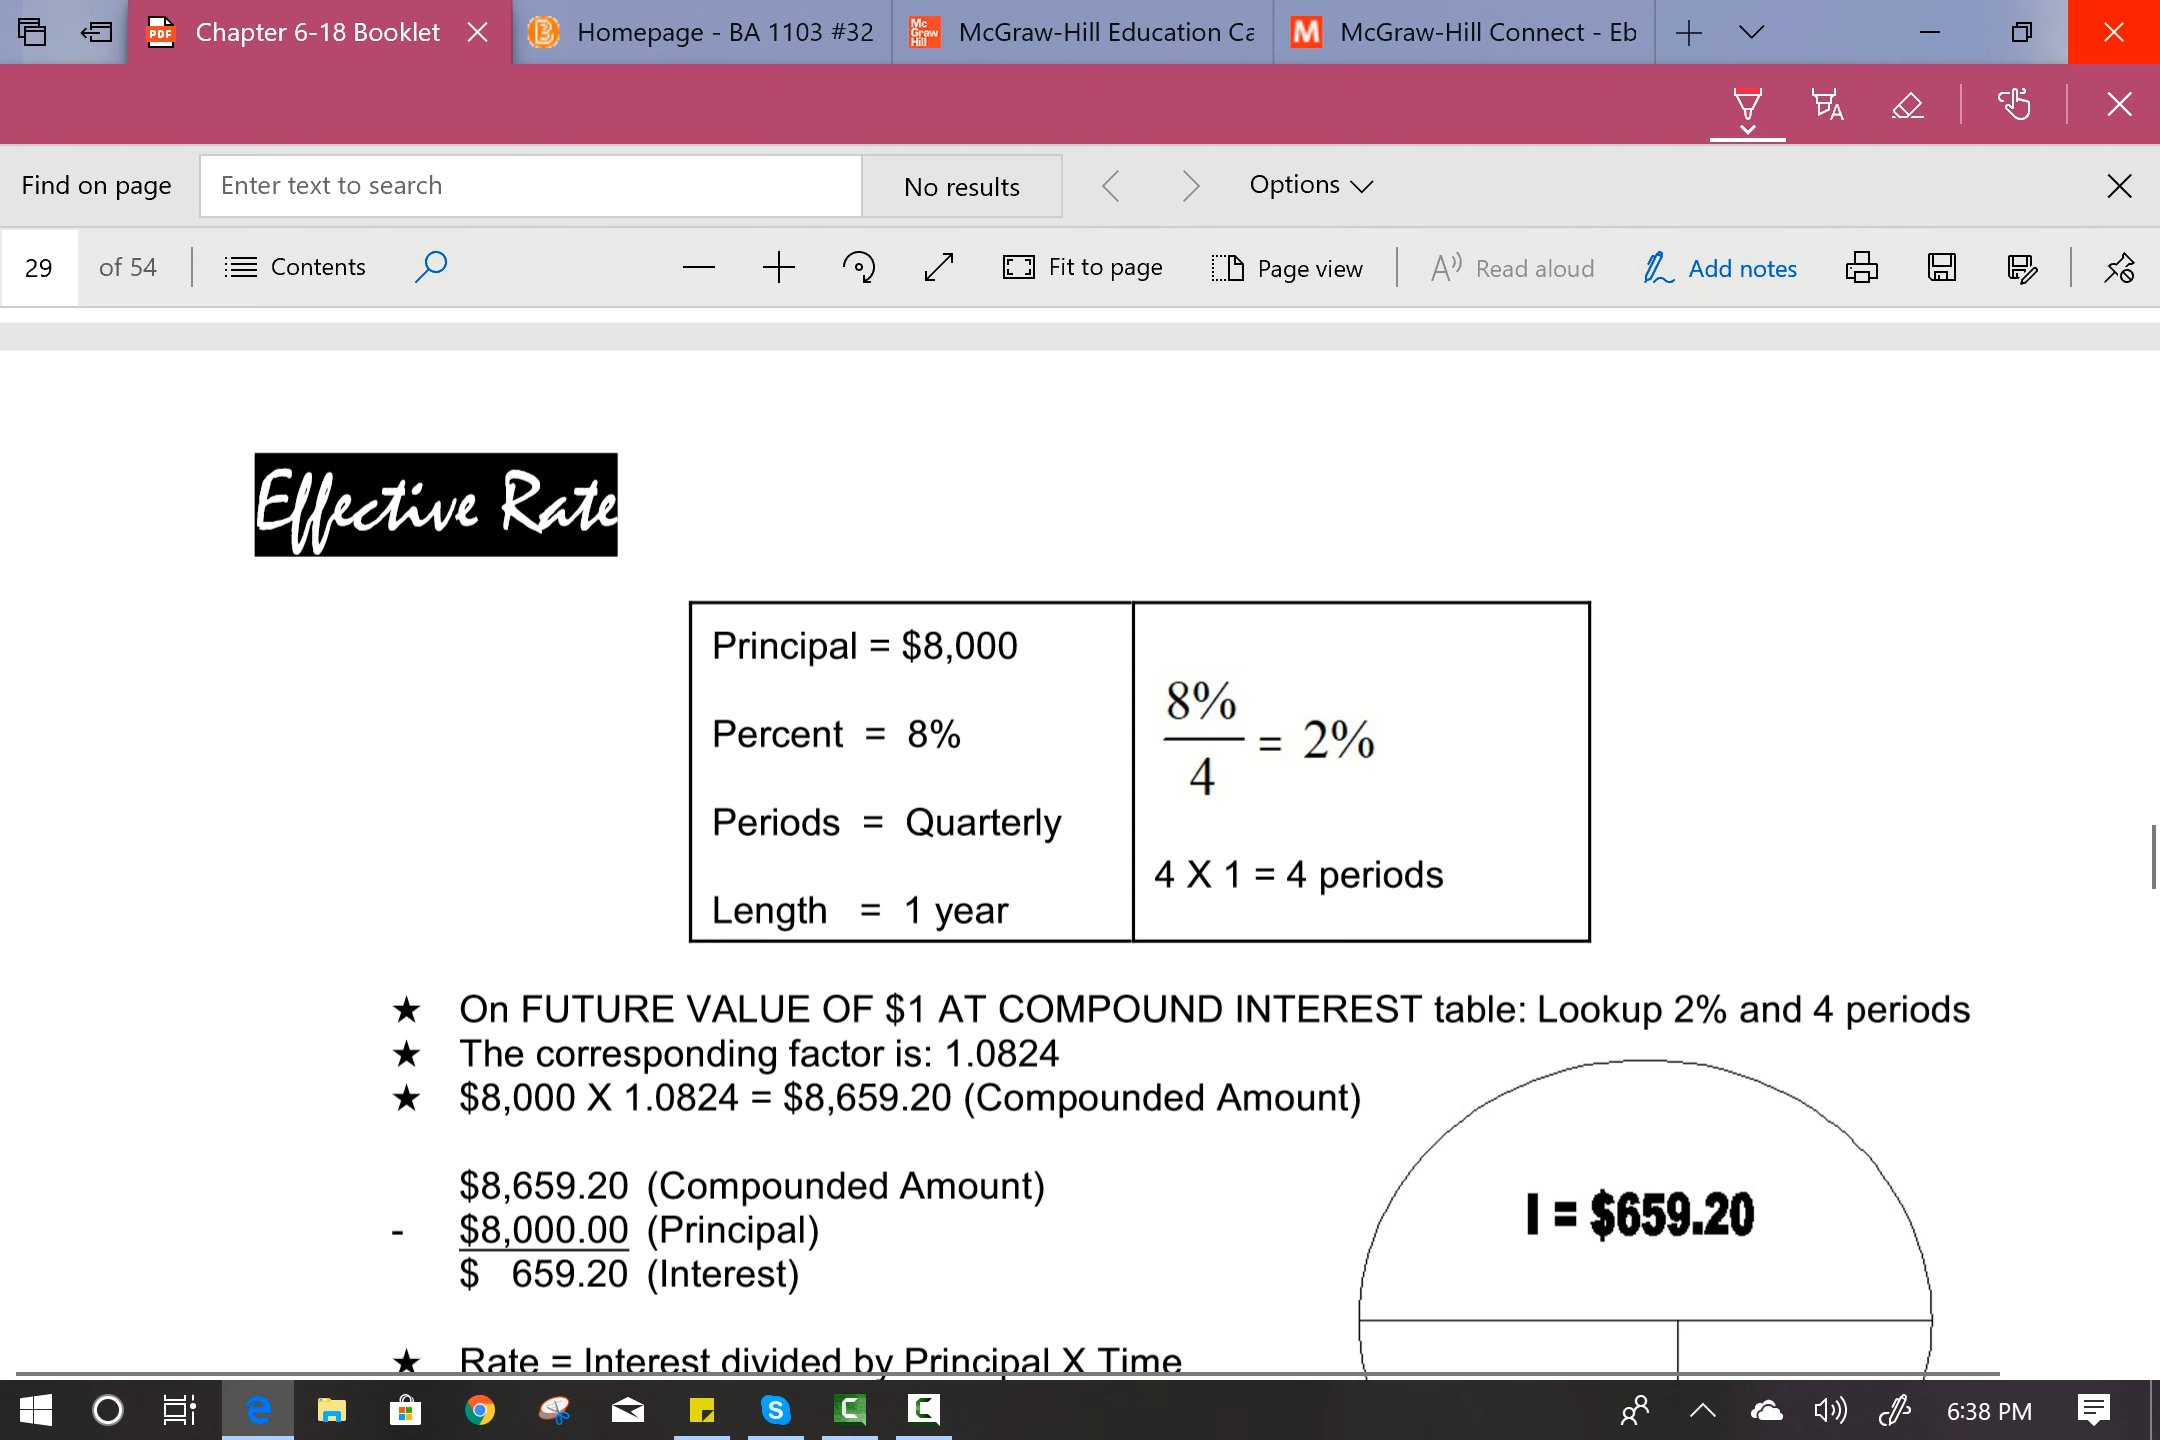 Chapter 6-18 Booklet
Homepage - BA 1103 #32
Mc Graw Hill
McGraw-Hill Education Ca
M
McGraw-Hill Connect - Eb
Find on page
Enter text to search
No results
Options
29 of 54
Contents
Fit to page
Page view
Read aloud
Add notes
Effective Rate
Principal = $8,000
Percent = 8%
Periods = Quarterly
Length = 1 year
8%
4
= 2%
4 X 1 = 4 periods
★ On FUTURE VALUE OF $1 AT COMPOUND INTEREST table: Lookup 2% and 4 periods
★ The corresponding factor is: 1.0824
★ $8,000 X 1.0824 = $8,659.20 (Compounded Amount)
$8,659.20 (Compounded Amount)
- $8,000.00 (Principal)
$ 659.20 (Interest)
I = $659.20
★ Rate = Interest divided by Principal X Time
6:38 PM